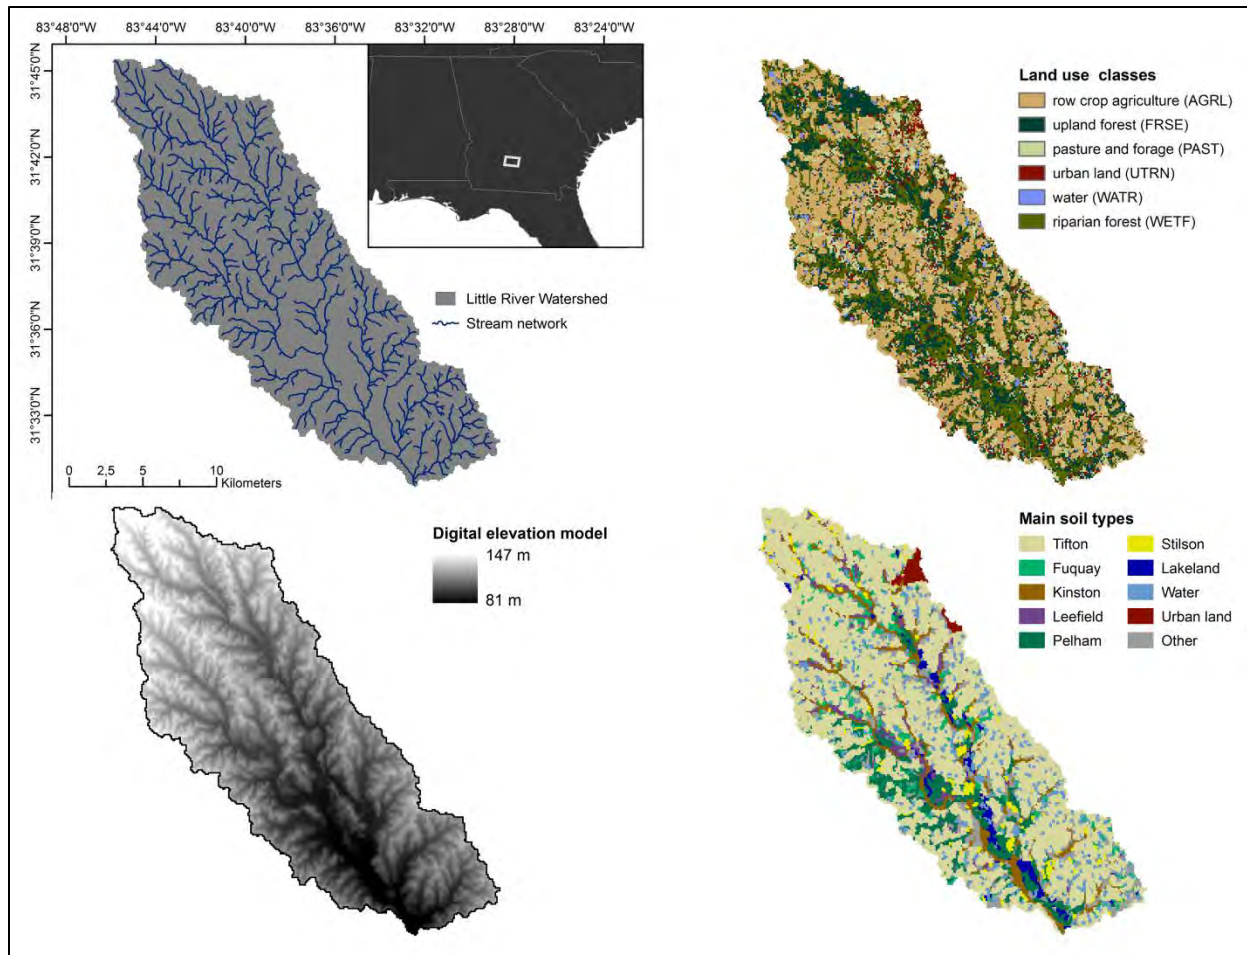 83°48'0"W 83°44'0"W 83°40'0"W 83°36'0"W 83°32'0"W 83°28'0"W 83°24'0"W
31°45'0"N
31°42'0"N
31°39'0"N
31°36'0"N
31°33'0"N
Little River Watershed
Stream network
0 2,5 5 10
Kilometers
Land use classes
row crop agriculture (AGRL)
upland forest (FRSE)
pasture and forage (PAST)
urban land (UTRN)
water (WATR)
riparian forest (WETF)
Digital elevation model
147 m
81 m
Main soil types
Tifton Stilson
Fuquay Lakeland
Kinston Water
Leefield Urban land
Pelham Other